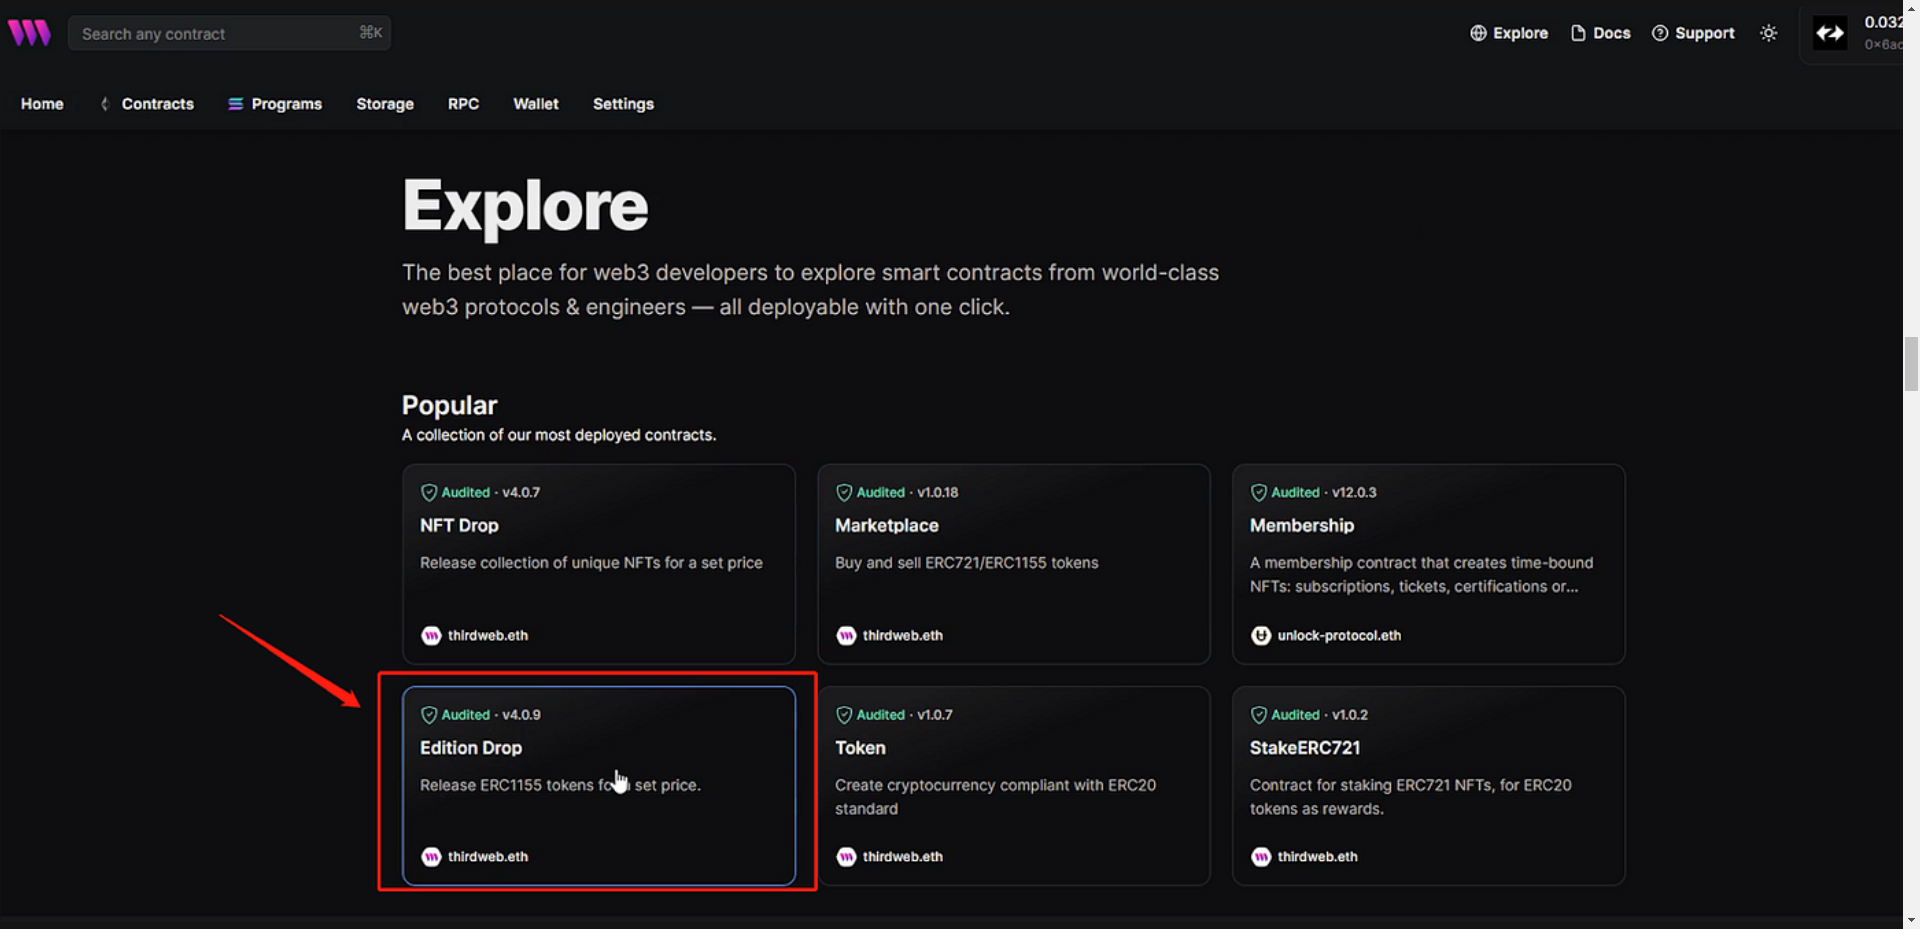 Search any contract
⌘K
Explore
Docs
Support
0.032
Home
Contracts
Programs
Storage
RPC
Wallet
Settings
Explore
The best place for web3 developers to explore smart contracts from world-class
web3 protocols & engineers — all deployable with one click.
Popular
A collection of our most deployed contracts.
Audited · v4.0.7
NFT Drop
Release collection of unique NFTs for a set price
thirdweb.eth
Audited · v1.0.18
Marketplace
Buy and sell ERC721/ERC1155 tokens
thirdweb.eth
Audited · v12.0.3
Membership
A membership contract that creates time-bound
NFTs: subscriptions, tickets, certifications or...
unlock-protocol.eth
Audited · v4.0.9
Edition Drop
Release ERC1155 tokens set price.
thirdweb.eth
Audited · v1.0.7
Token
Create cryptocurrency compliant with ERC20
standard
thirdweb.eth
Audited · v1.0.2
StakeERC721
Contract for staking ERC721 NFTs, for ERC20
tokens as rewards.
thirdweb.eth